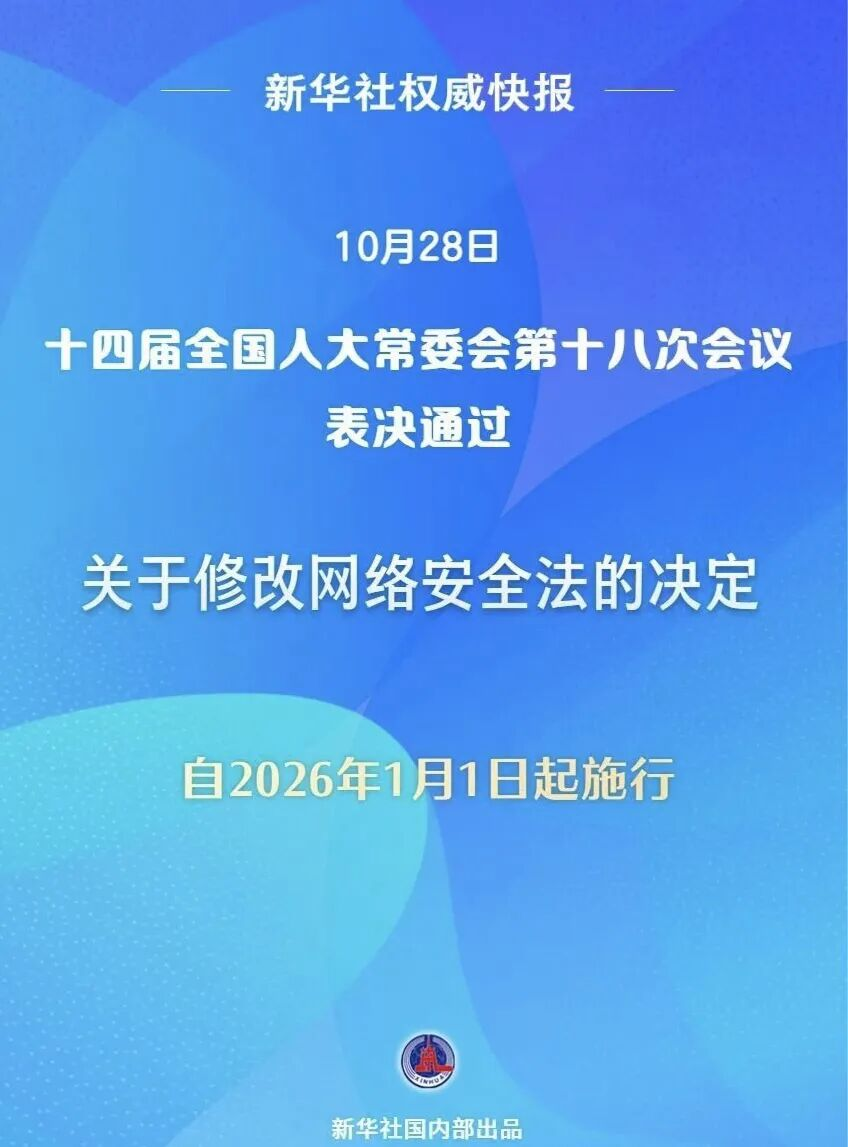 新华社权威快报
10月28日
十四届全国人大常委会第十八次会议
表决通过
关于修改网络安全法的决定
自2026年1月1日起施行
XINHUA
新华社国内部出品